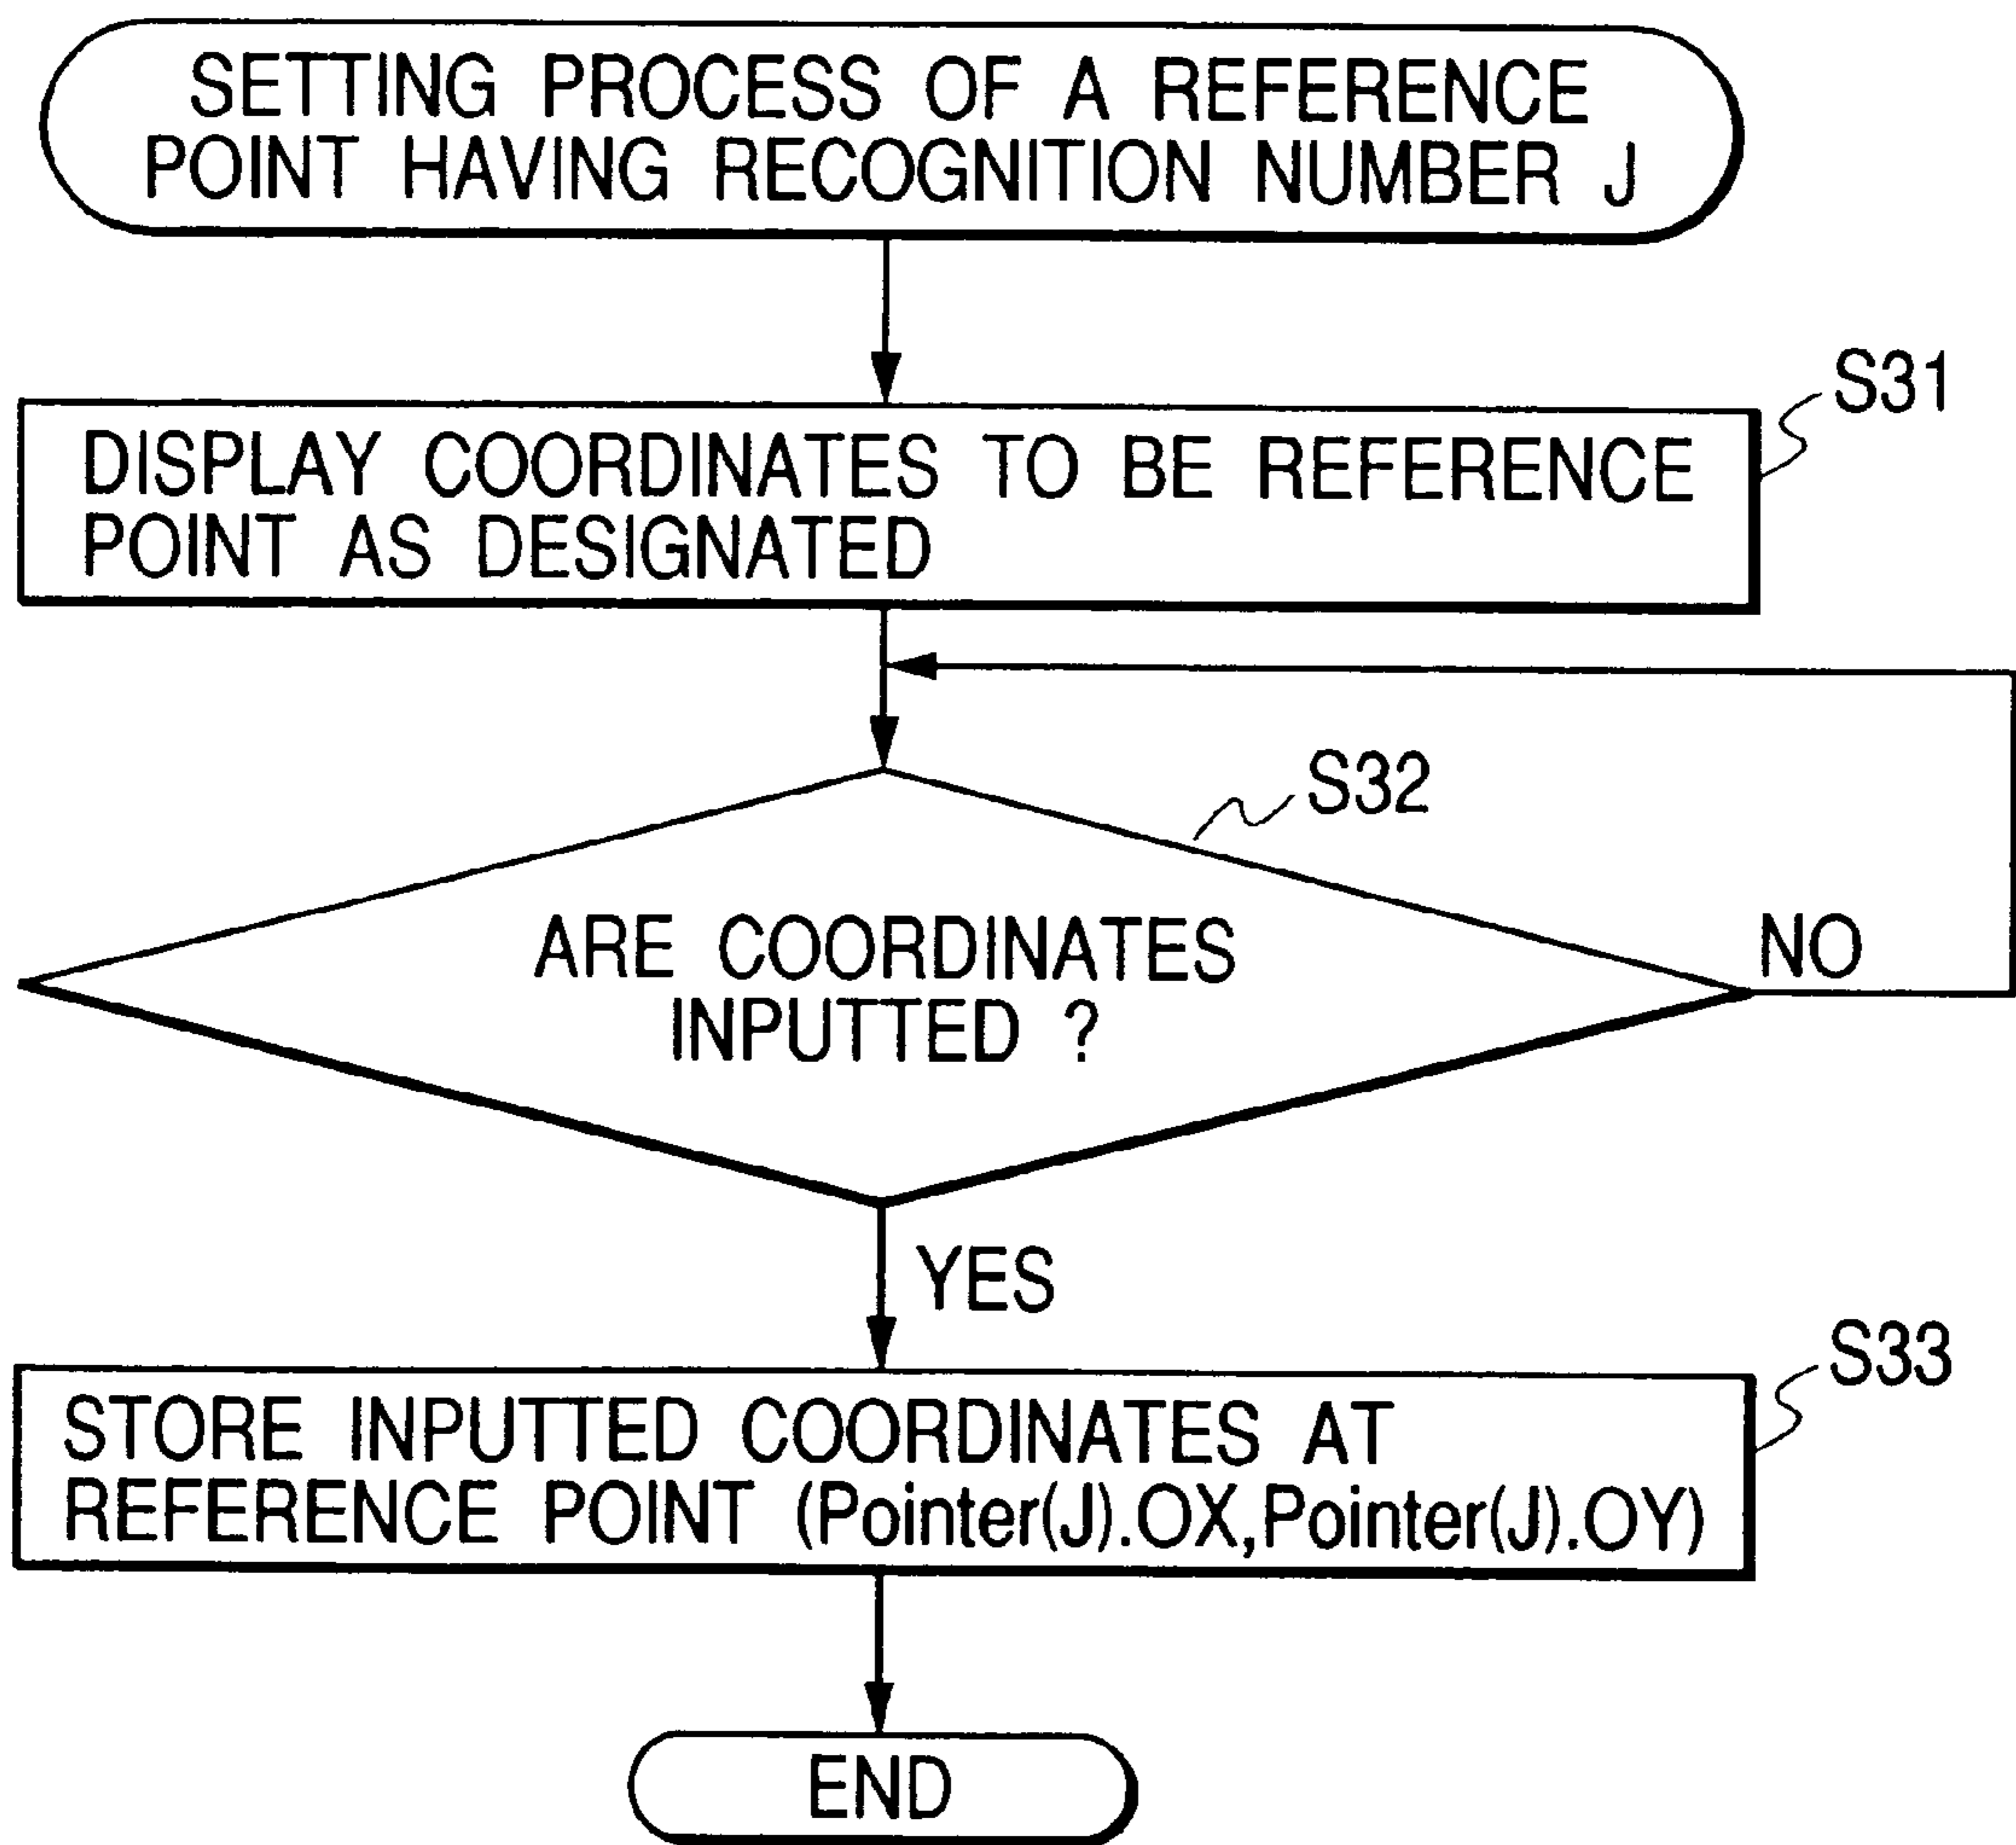 SETTING PROCESS OF A REFERENCE
POINT HAVING RECOGNITION NUMBER J
S31
DISPLAY COORDINATES TO BE REFERENCE
POINT AS DESIGNATED
S32
ARE COORDINATES
INPUTTED ?
NO
YES
S33
STORE INPUTTED COORDINATES AT
REFERENCE POINT (Pointer(J).OX,Pointer(J).OY)
END